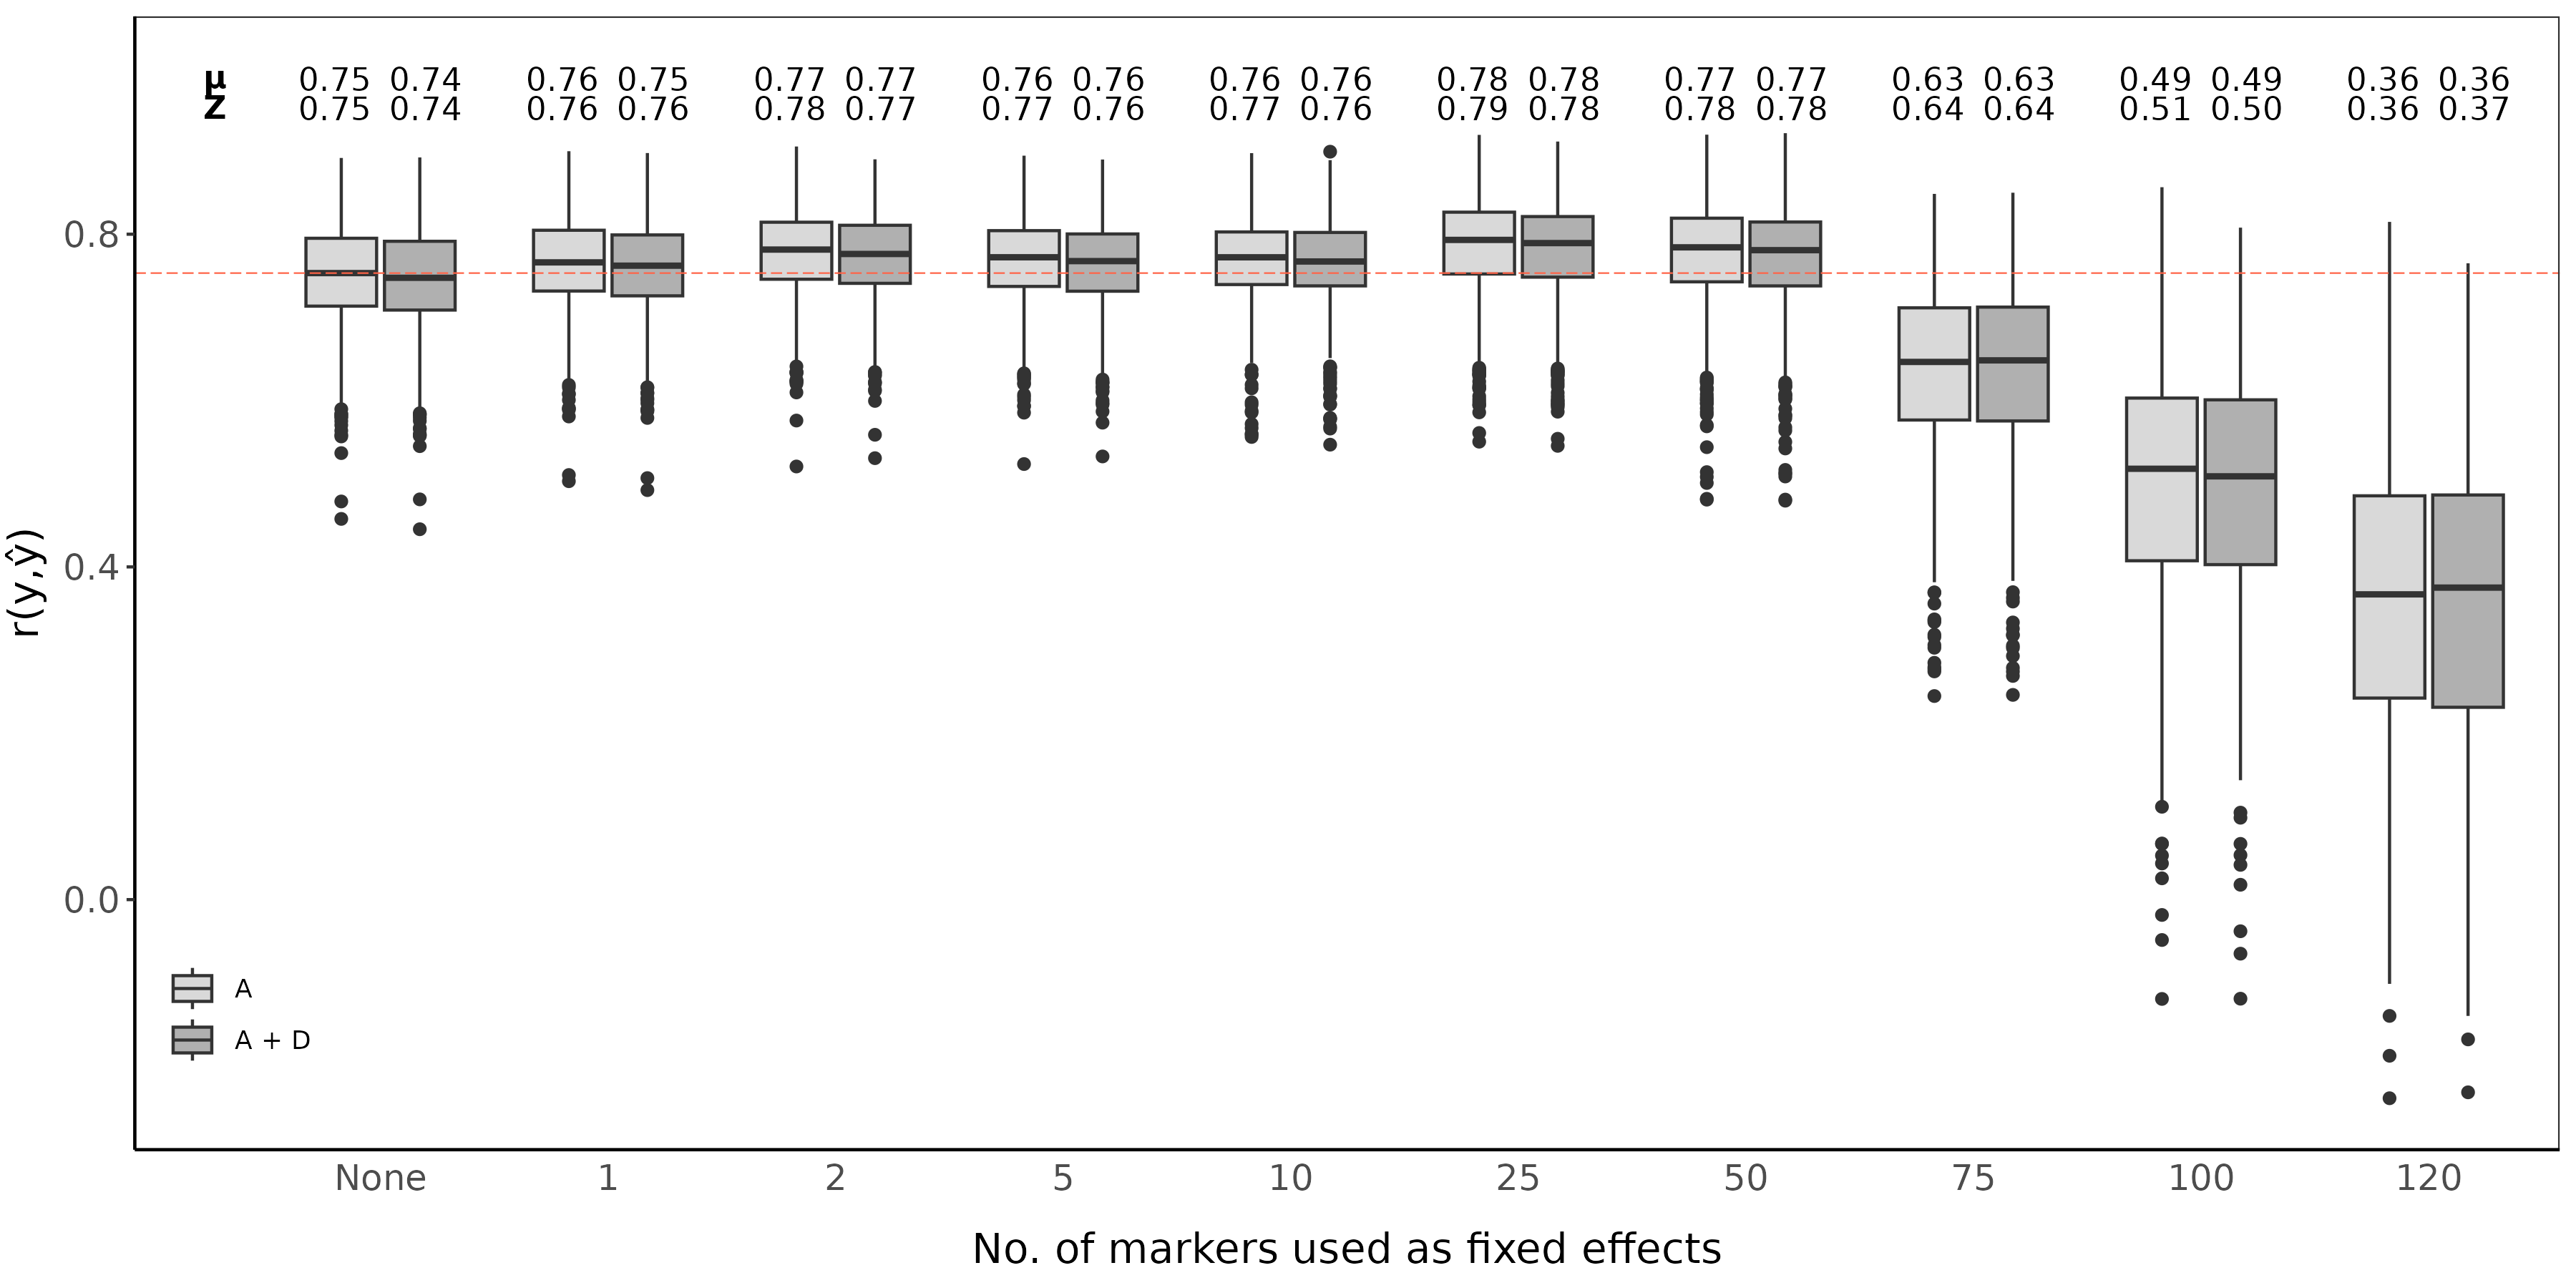 μ 0.75 0.74 0.76 0.75 0.77 0.77 0.76 0.76 0.76 0.76 0.78 0.78 0.77 0.77 0.63 0.63 0.49 0.49 0.36 0.36
z 0.75 0.74 0.76 0.76 0.78 0.77 0.77 0.76 0.77 0.76 0.79 0.78 0.78 0.78 0.64 0.64 0.51 0.50 0.36 0.37
0.8
0.4
0.0
r(y,ŷ)
A
A + D
None 1 2 5 10 25 50 75 100 120
No. of markers used as fixed effects